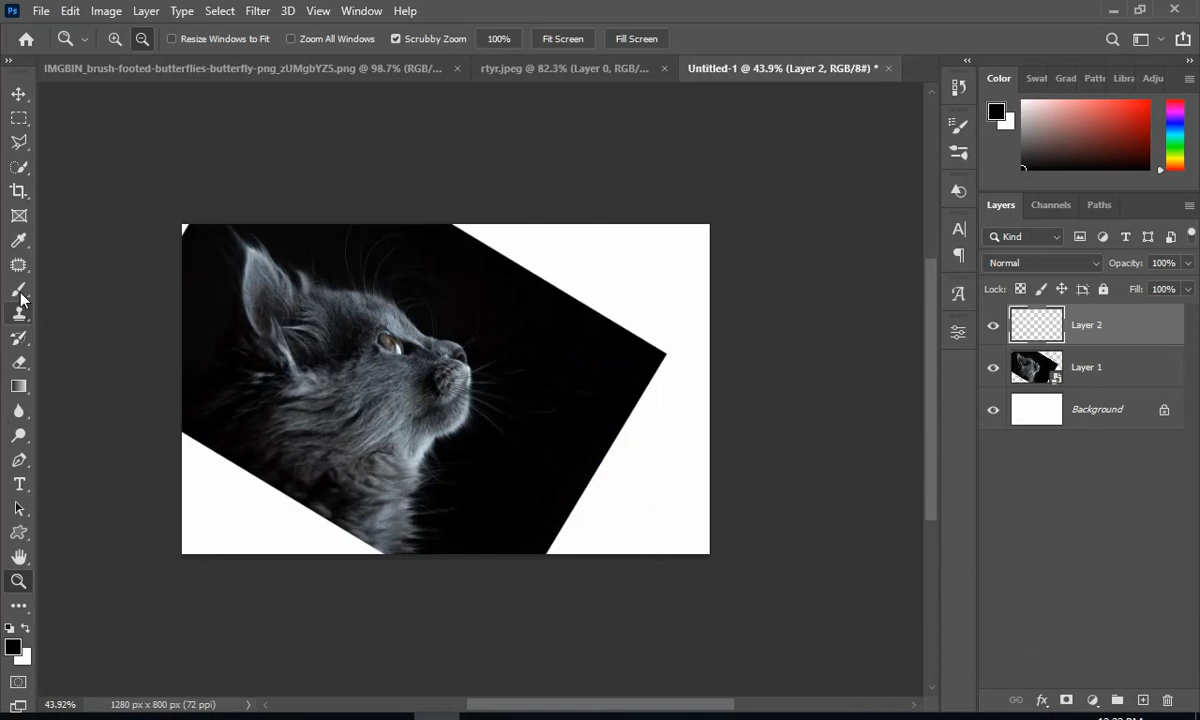 Ps File Edit Image Layer Type Select Filter 3D View Window Help
Resize Windows to Fit Zoom All Windows Scrubby Zoom 100% Fit Screen Fill Screen
IMGBIN_brush-footed-butterflies-butterfly-png_zUMgbYZ5.png @ 98.7% (RGB/... × rtyr.jpeg @ 82.3% (Layer 0, RGB/... × Untitled-1 @ 43.9% (Layer 2, RGB/8#) * ×
Color Swat Grad Patt Libra Adju
Layers Channels Paths
Kind
Normal Opacity: 100%
Lock: Fill: 100%
Layer 2
Layer 1
Background
43.92% 1280 px x 800 px (72 ppi)